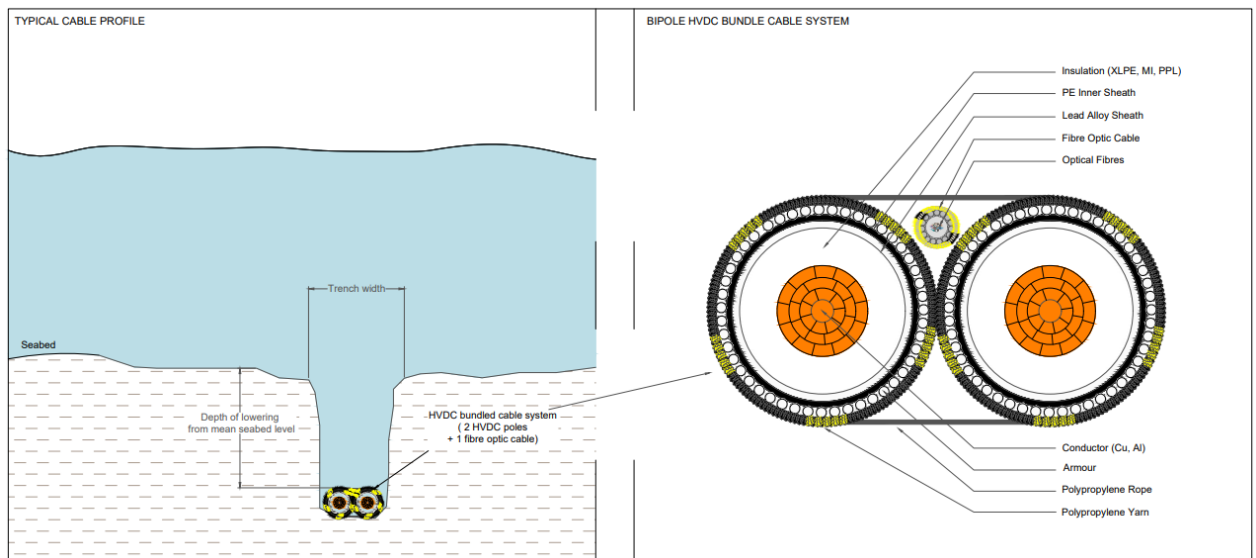 TYPICAL CABLE PROFILE
Trench width
Seabed
Depth of lowering
from mean seabed level
HVDC bundled cable system
( 2 HVDC poles
+ 1 fibre optic cable)
BIPOLE HVDC BUNDLE CABLE SYSTEM
Insulation (XLPE, MI, PPL)
PE Inner Sheath
Lead Alloy Sheath
Fibre Optic Cable
Optical Fibres
Conductor (Cu, Al)
Armour
Polypropylene Rope
Polypropylene Yarn